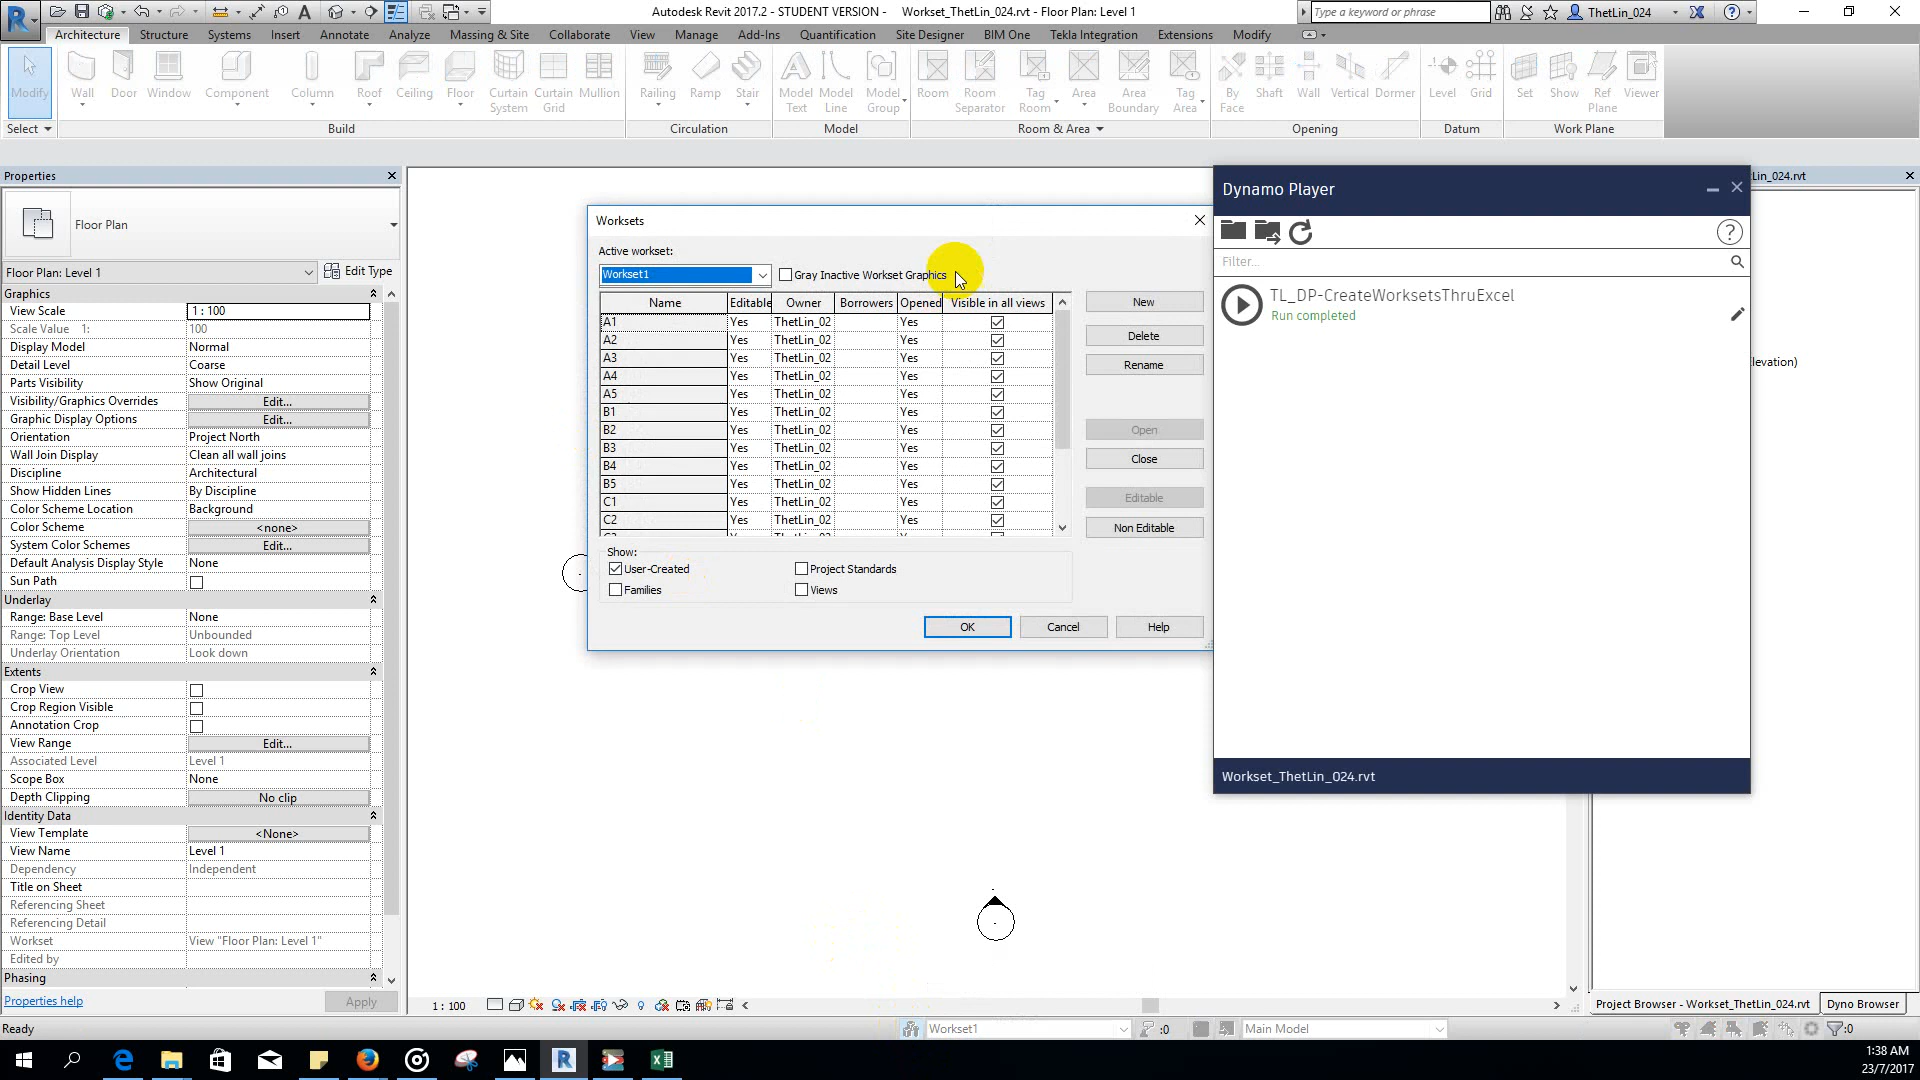 Autodesk Revit 2017.2 - STUDENT VERSION - Workset_ThetLin_024.rvt - Floor Plan: Level 1
Type a keyword or phrase
ThetLin_024
Architecture Structure Systems Insert Annotate Analyze Massing & Site Collaborate View Manage Add-Ins Quantification Site Designer BIM One Tekla Integration Extensions Modify
Modify Wall Door Window Component Column Roof Ceiling Floor Curtain System Curtain Grid Mullion Railing Ramp Stair Model Text Model Line Model Group Room Room Separator Tag Room Area Area Boundary Tag Area By Face Shaft Wall Vertical Dormer Level Grid Set Show Ref Plane Viewer
Select Build Circulation Model Room & Area Opening Datum Work Plane
Properties
Floor Plan
Floor Plan: Level 1 Edit Type
Graphics
View Scale 1 : 100
Scale Value 1: 100
Display Model Normal
Detail Level Coarse
Parts Visibility Show Original
Visibility/Graphics Overrides Edit...
Graphic Display Options Edit...
Orientation Project North
Wall Join Display Clean all wall joins
Discipline Architectural
Show Hidden Lines By Discipline
Color Scheme Location Background
Color Scheme <none>
System Color Schemes Edit...
Default Analysis Display Style None
Sun Path
Underlay
Range: Base Level None
Range: Top Level Unbounded
Underlay Orientation Look down
Extents
Crop View
Crop Region Visible
Annotation Crop
View Range Edit...
Associated Level Level 1
Scope Box None
Depth Clipping No clip
Identity Data
View Template <None>
View Name Level 1
Dependency Independent
Title on Sheet
Referencing Sheet
Referencing Detail
Workset View "Floor Plan: Level 1"
Edited by
Phasing
Properties help Apply
Worksets
Active workset:
Workset1 Gray Inactive Workset Graphics
Name Editable Owner Borrowers Opened Visible in all views
A1 Yes ThetLin_02 Yes
A2 Yes ThetLin_02 Yes
A3 Yes ThetLin_02 Yes
A4 Yes ThetLin_02 Yes
A5 Yes ThetLin_02 Yes
B1 Yes ThetLin_02 Yes
B2 Yes ThetLin_02 Yes
B3 Yes ThetLin_02 Yes
B4 Yes ThetLin_02 Yes
B5 Yes ThetLin_02 Yes
C1 Yes ThetLin_02 Yes
C2 Yes ThetLin_02 Yes
New
Delete
Rename
Open
Close
Editable
Non Editable
Show:
User-Created Project Standards
Families Views
OK Cancel Help
Dynamo Player
Filter...
TL_DP-CreateWorksetsThruExcel
Run completed
Workset_ThetLin_024.rvt
Lin_024.rvt
levation)
1 : 100
Project Browser - Workset_ThetLin_024.rvt Dyno Browser
Ready Workset1 :0 Main Model :0
1:38 AM
23/7/2017